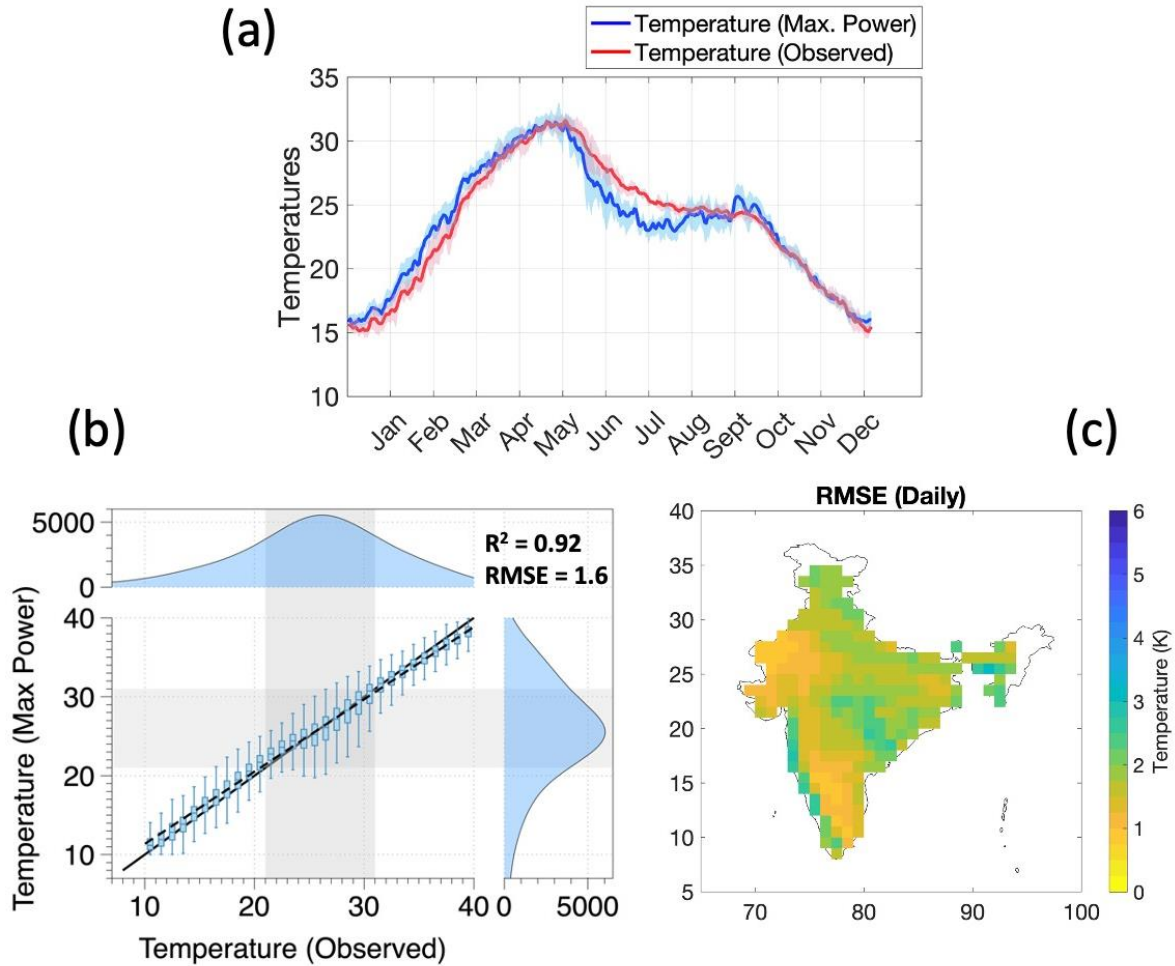 (a)
Temperature (Max. Power)
Temperature (Observed)
Temperatures
35
30
25
20
15
10
Jan Feb Mar Apr May Jun Jul Aug Sept Oct Nov Dec
(b)
5000
0
R² = 0.92
RMSE = 1.6
Temperature (Max Power)
40
30
20
10
10 20 30 40 0 5000
Temperature (Observed)
(c)
RMSE (Daily)
40
35
30
25
20
15
10
5
70 80 90 100
6
5
4
3
2
1
0
Temperature (K)